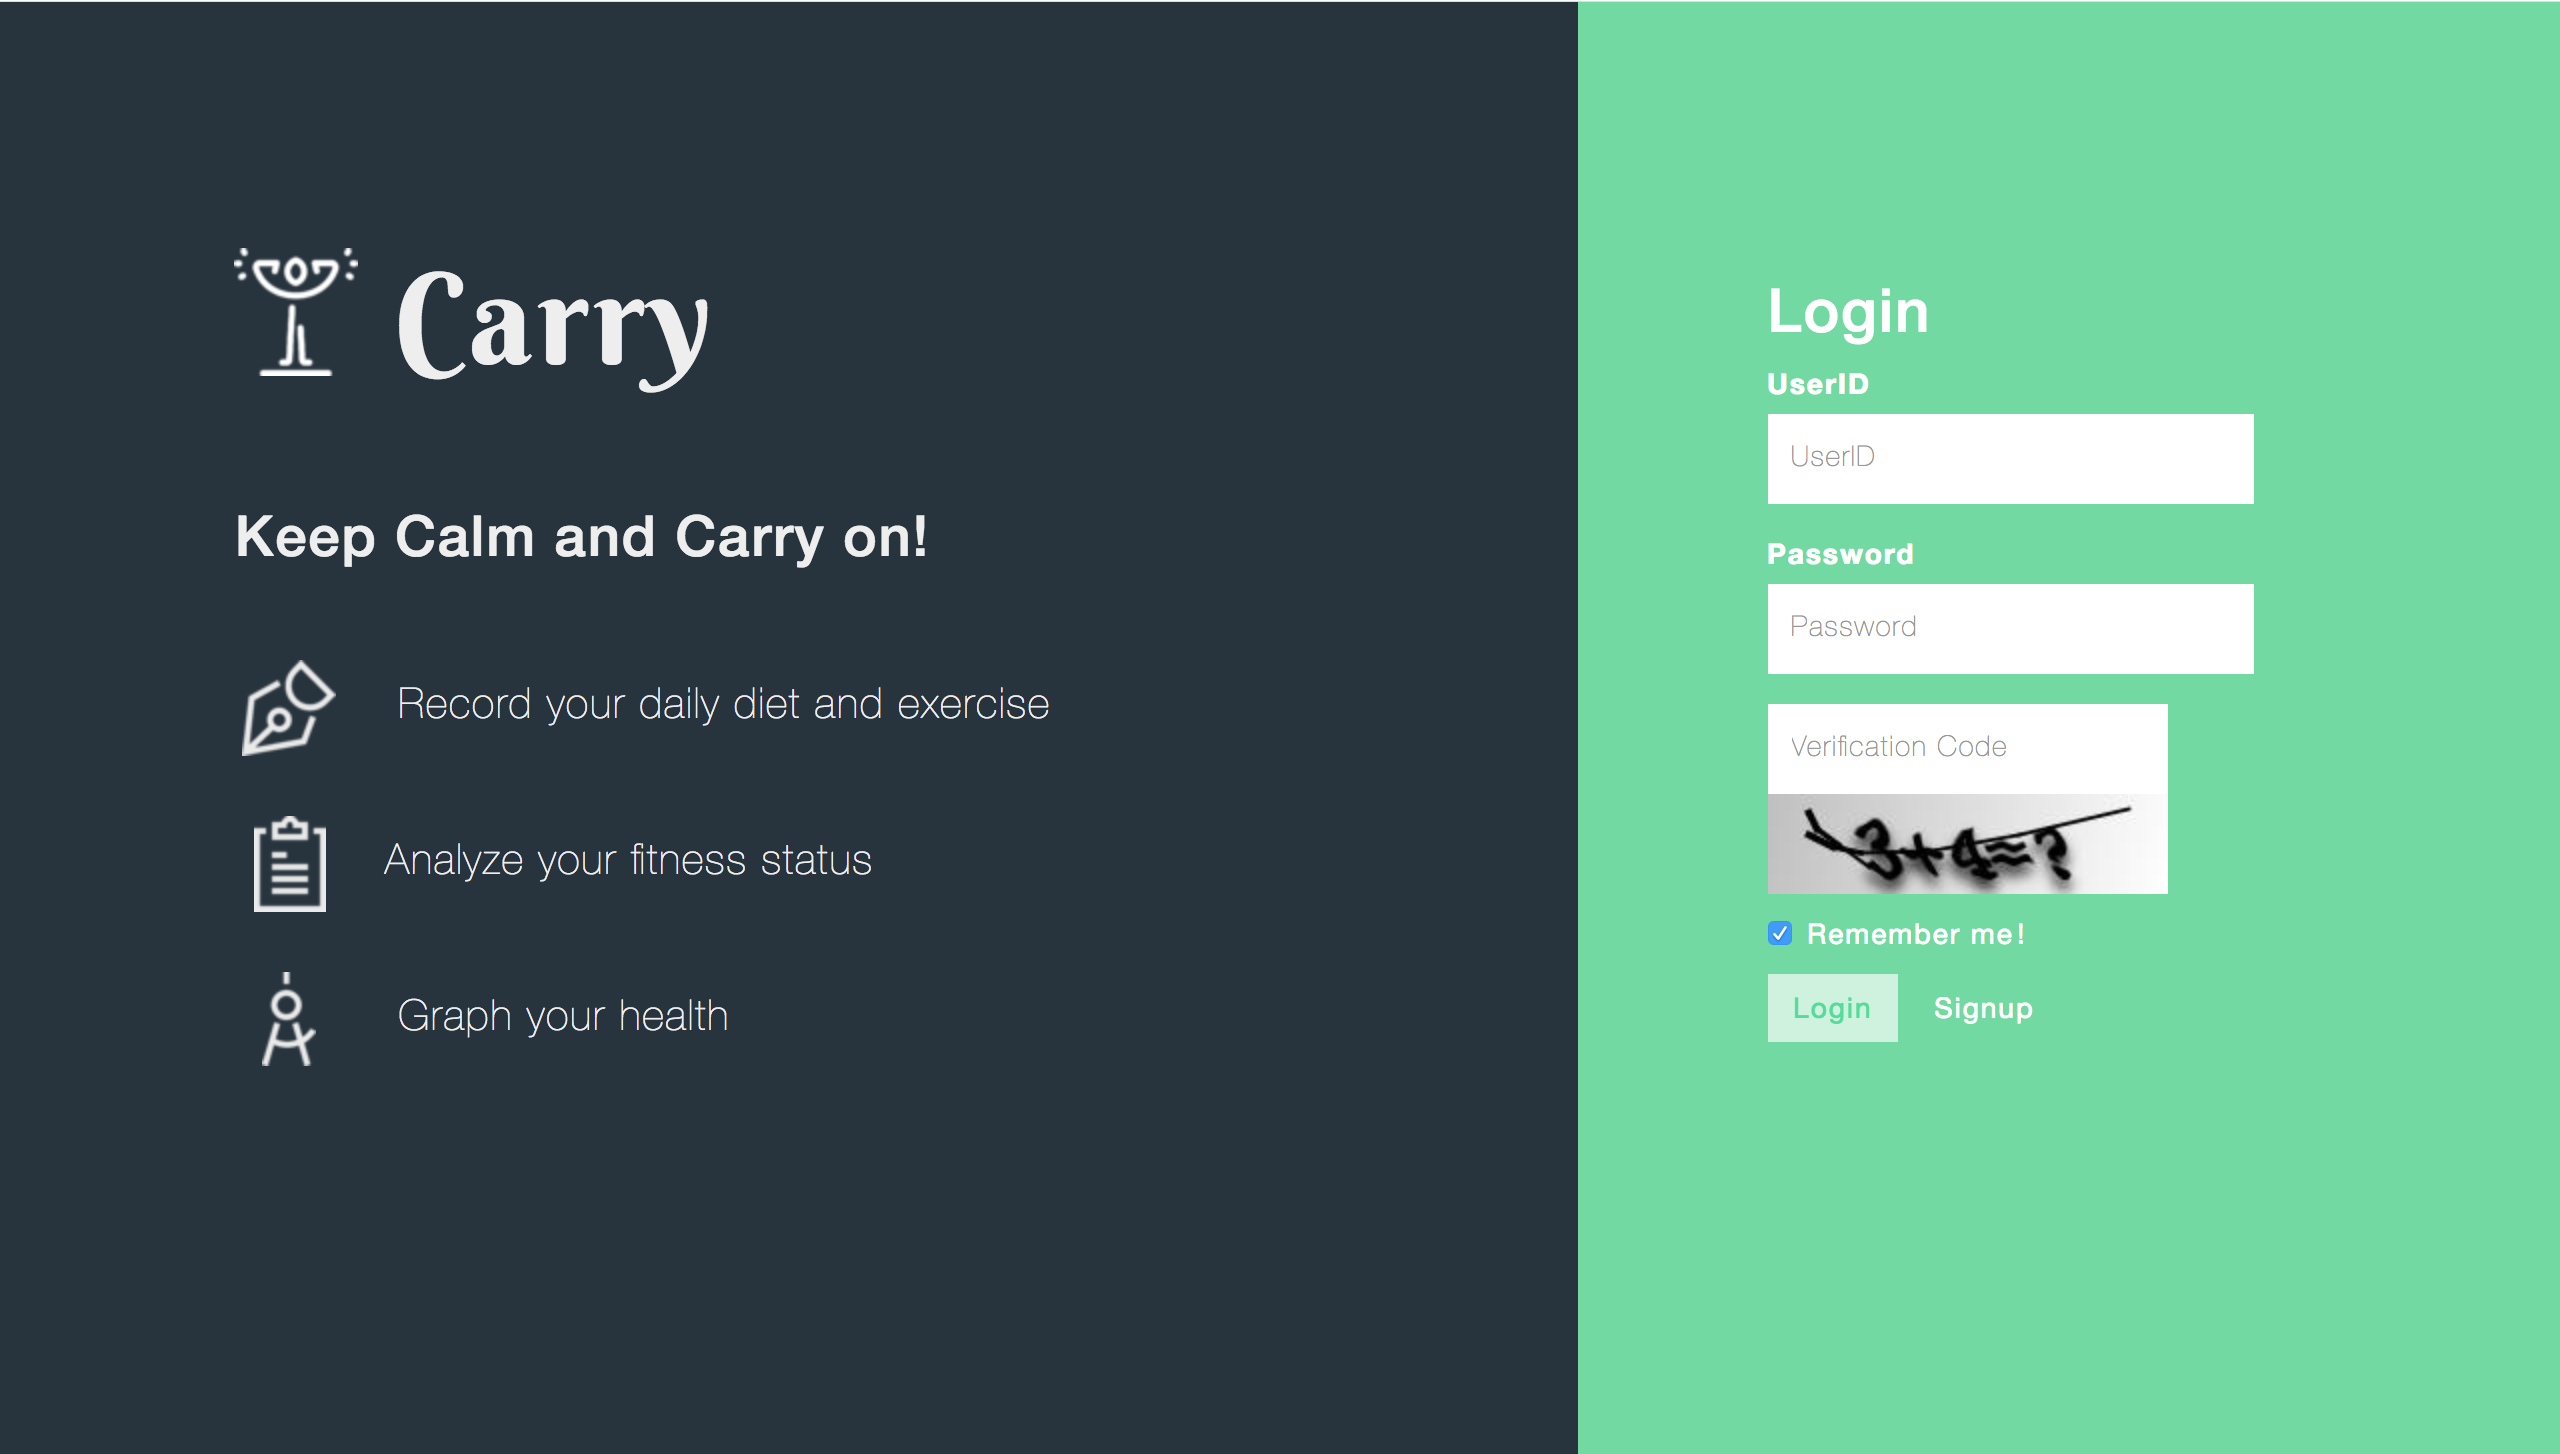 Carry
Keep Calm and Carry on!
Record your daily diet and exercise
Analyze your fitness status
Graph your health
Login
UserID
UserID
Password
Password
Verification Code
3+4=?
Remember me!
Login Signup